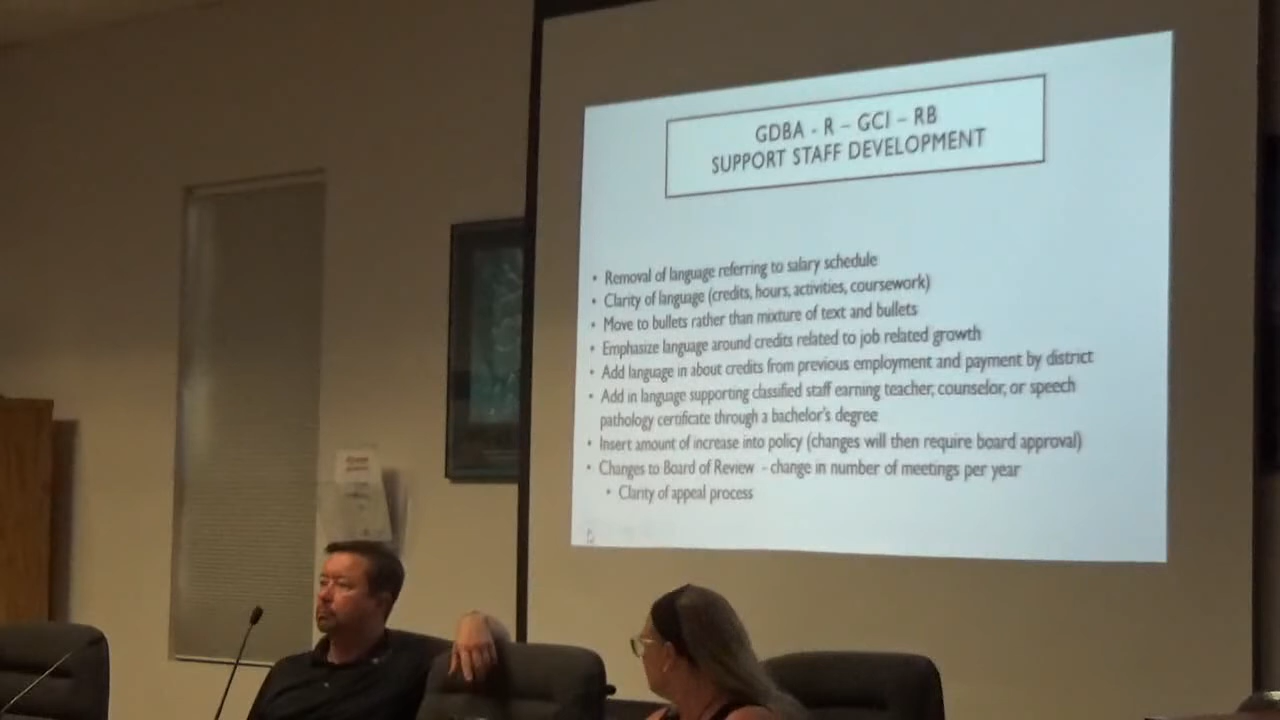 GDBA - R – GCI – RB
SUPPORT STAFF DEVELOPMENT
• Removal of language referring to salary schedule
• Clarity of language (credits, hours, activities, coursework)
• Move to bullets rather than mixture of text and bullets
• Emphasize language around credits related to job related growth
• Add language in about credits from previous employment and payment by district
• Add in language supporting classified staff earning teacher, counselor, or speech
pathology certificate through a bachelor's degree
• Insert amount of increase into policy (changes will then require board approval)
• Changes to Board of Review - change in number of meetings per year
• Clarity of appeal process